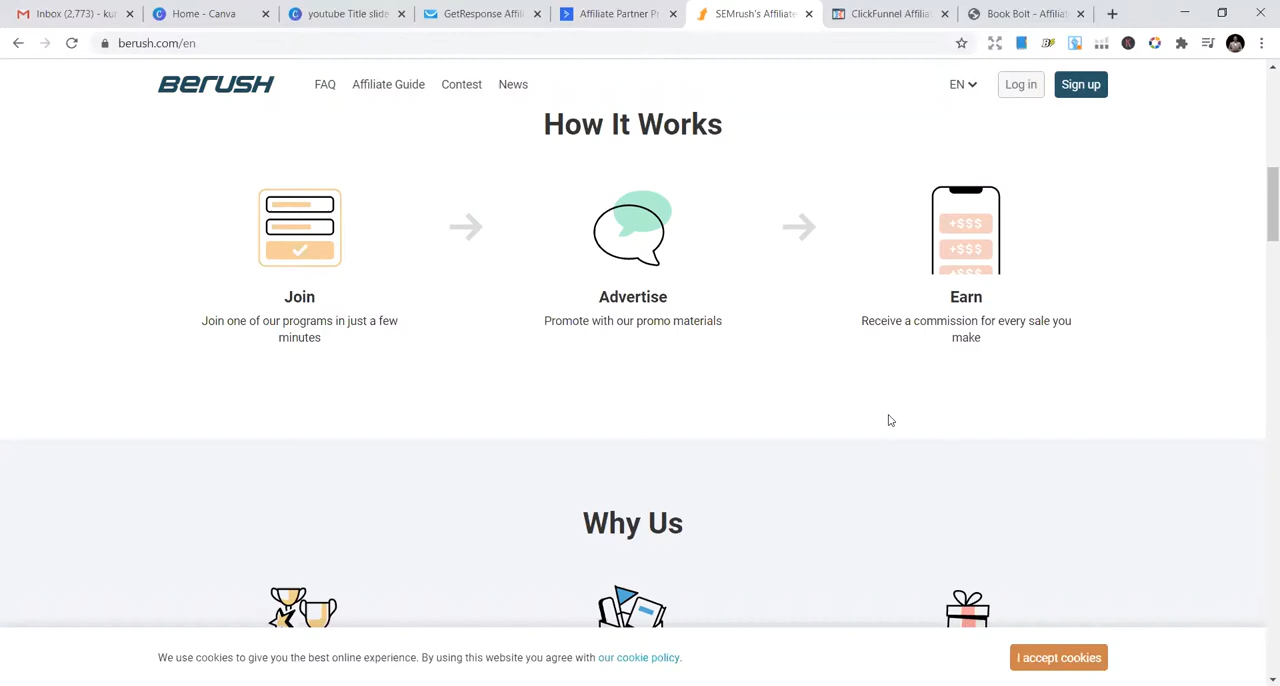 Inbox (2,773) - kur
Home - Canva
youtube Title slide
GetResponse Affili
Affiliate Partner Pr
SEMrush's Affiliate
ClickFunnel Affilia
Book Bolt - Affiliat
berush.com/en
BERUSH
FAQ
Affiliate Guide
Contest
News
EN
Log in
Sign up
How It Works
+$$$
+$$$
+$$$
Join
Advertise
Earn
Join one of our programs in just a few
minutes
Promote with our promo materials
Receive a commission for every sale you
make
Why Us
We use cookies to give you the best online experience. By using this website you agree with our cookie policy.
I accept cookies